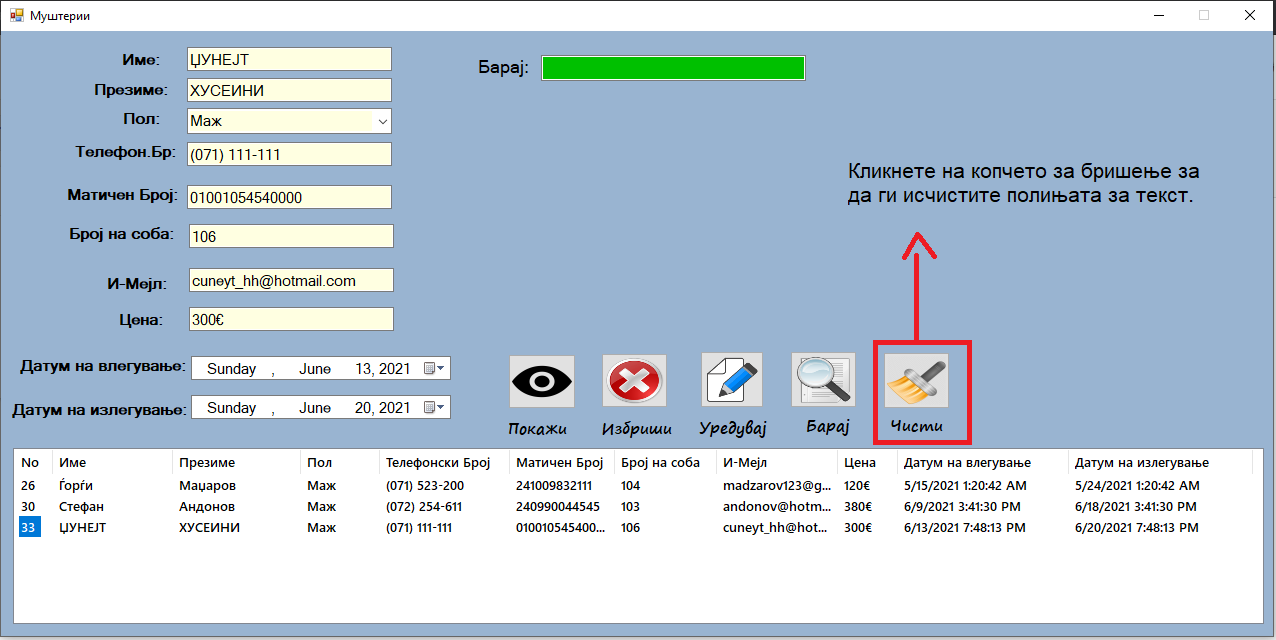 Муштерии
Име: ЏУНЕЈТ
Презиме: ХУСЕИНИ
Пол: Маж
Телефон.Бр: (071) 111-111
Матичен Број: 01001054540000
Број на соба: 106
И-Мејл: cuneyt_hh@hotmail.com
Цена: 300€
Датум на влегување: Sunday , June 13, 2021
Датум на излегување: Sunday , June 20, 2021
Барај:
Кликнете на копчето за бришење за
да ги исчистите полињата за текст.
Покажи Избриши Уредувај Барај Чисти
No Име Презиме Пол Телефонски Број Матичен Број Број на соба И-Мејл Цена Датум на влегување Датум на излегување
26 Ѓорѓи Маџаров Маж (071) 523-200 241009832111 104 madzarov123@g... 120€ 5/15/2021 1:20:42 AM 5/24/2021 1:20:42 AM
30 Стефан Андонов Маж (072) 254-611 240990044545 103 andonov@hotm... 380€ 6/9/2021 3:41:30 PM 6/18/2021 3:41:30 PM
33 ЏУНЕЈТ ХУСЕИНИ Маж (071) 111-111 010010545400... 106 cuneyt_hh@hot... 300€ 6/13/2021 7:48:13 PM 6/20/2021 7:48:13 PM